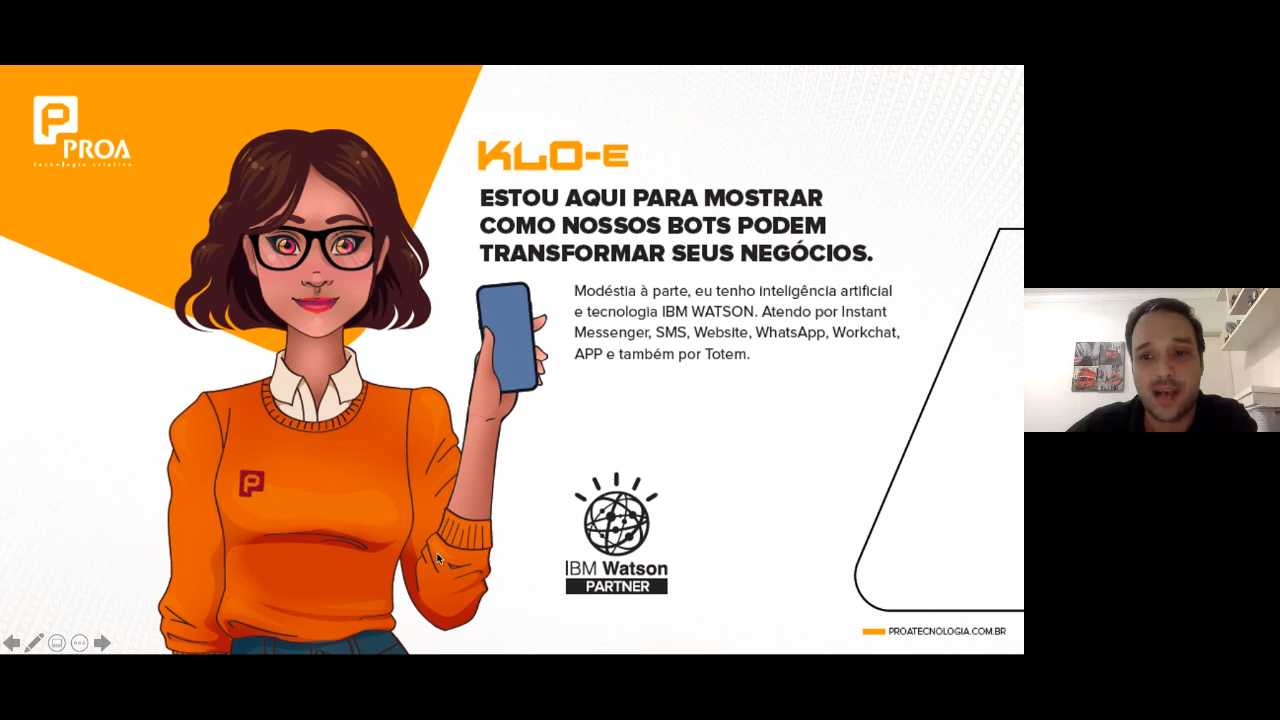 PROA
tecnologia criativa
KLO-E
ESTOU AQUI PARA MOSTRAR
COMO NOSSOS BOTS PODEM
TRANSFORMAR SEUS NEGÓCIOS.
Modéstia à parte, eu tenho inteligência artificial
e tecnologia IBM WATSON. Atendo por Instant
Messenger, SMS, Website, WhatsApp, Workchat,
APP e também por Totem.
IBM Watson
PARTNER
PROATECNOLOGIA.COM.BR